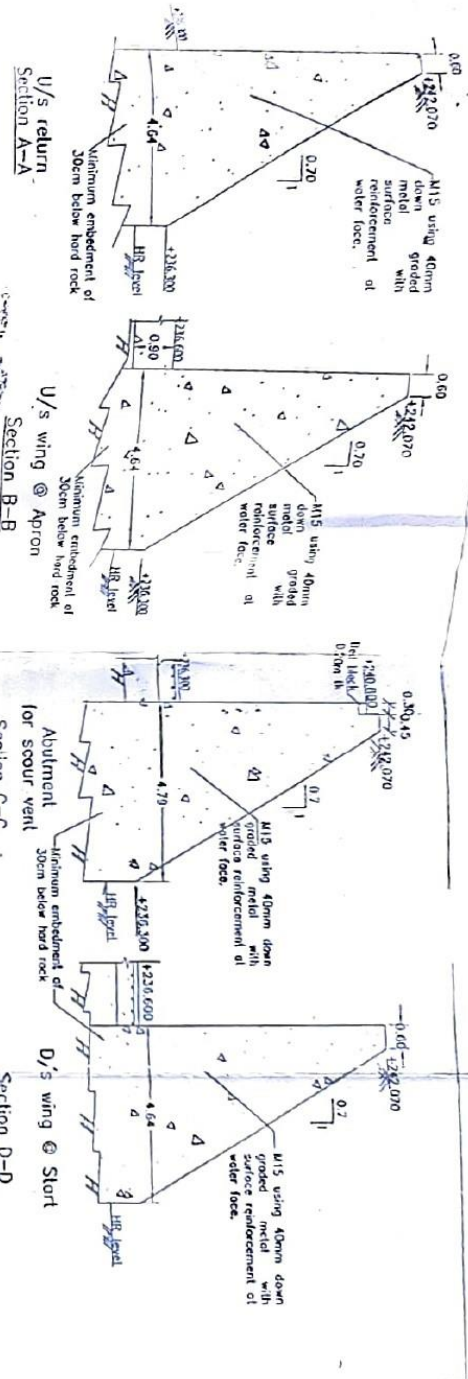 0.60
+242.070
M15 using 40mm
down graded
metal with
surface
reinforcement at
water face.
0.70
1
4.64
+236.300
HR level
Minimum embedment of
30cm below hard rock
U/s return
Section A-A
0.60
+242.070
M15 using 40mm
down graded
metal with
surface
reinforcement at
water face.
0.70
1
+236.600
0.90
4.64
+236.300
HR level
Minimum embedment of
30cm below hard rock
U/s wing @ Apron
Section B-B
0.30
0.45
+242.070
+240.800
M15 using 40mm down
graded metal with
surface reinforcement at
water face.
0.7
1
+236.300
4.79
+236.300
HR level
Minimum embedment of
30cm below hard rock
Abutment
for scour vent
Section C-C
0.60
+242.070
M15 using 40mm down
graded metal with
surface reinforcement at
water face.
0.7
1
+236.600
4.64
HR level
D/s wing @ Start
Section D-D